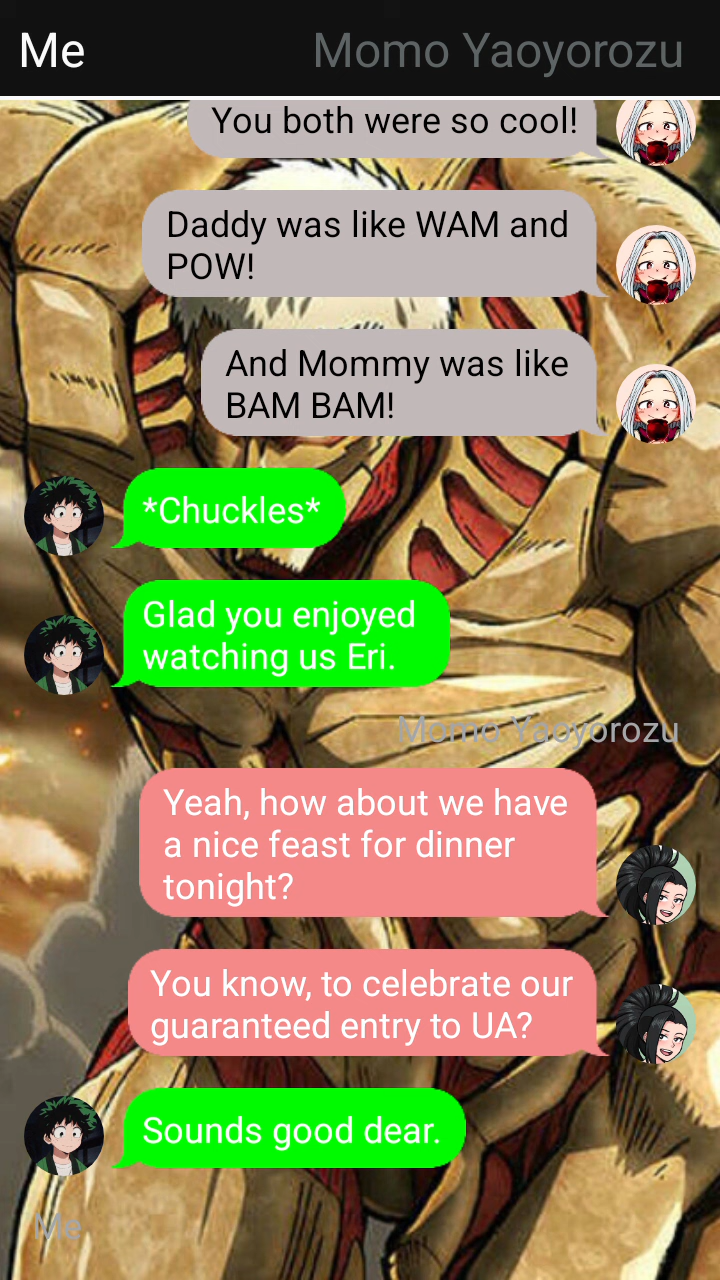 Me
Momo Yaoyorozu
You both were so cool!
Daddy was like WAM and
POW!
And Mommy was like
BAM BAM!
*Chuckles*
Glad you enjoyed
watching us Eri.
Momo Yaoyorozu
Yeah, how about we have
a nice feast for dinner
tonight?
You know, to celebrate our
guaranteed entry to UA?
Sounds good dear.
Me